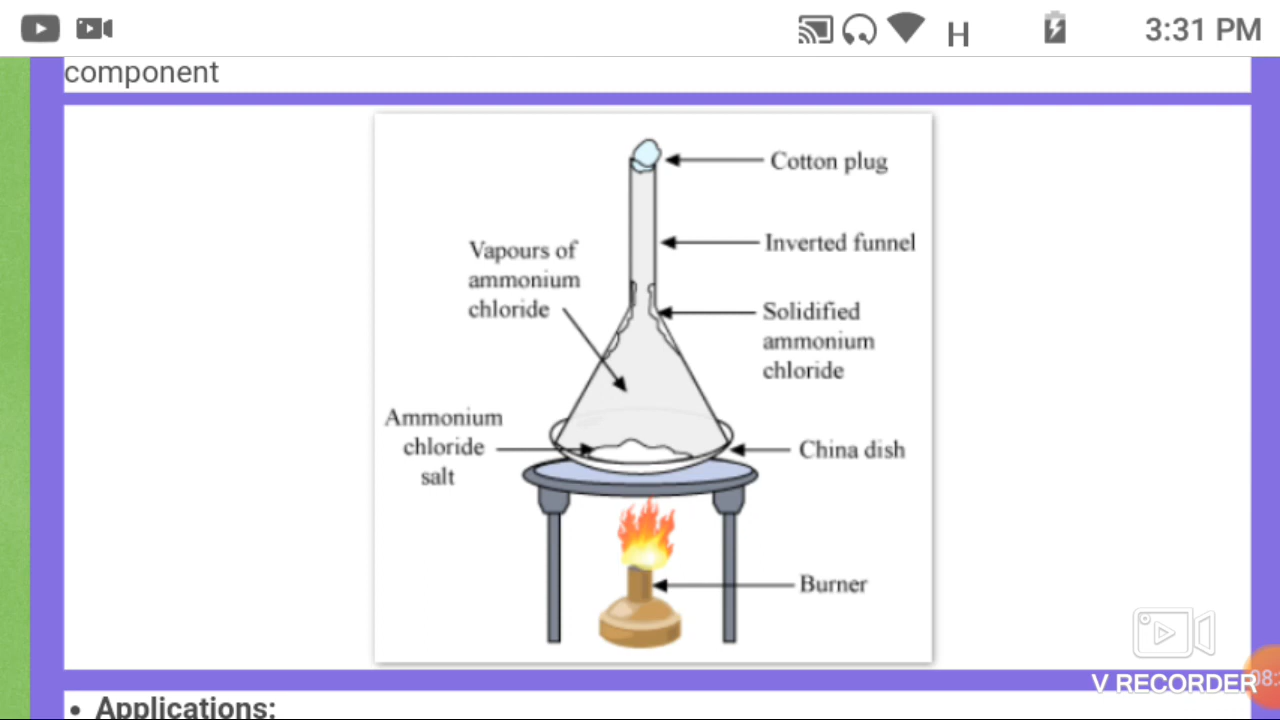 3:31 PM
H
component
Cotton plug
Inverted funnel
Vapours of
ammonium
chloride
Solidified
ammonium
chloride
Ammonium
chloride
salt
China dish
Burner
V RECORDER
• Applications: